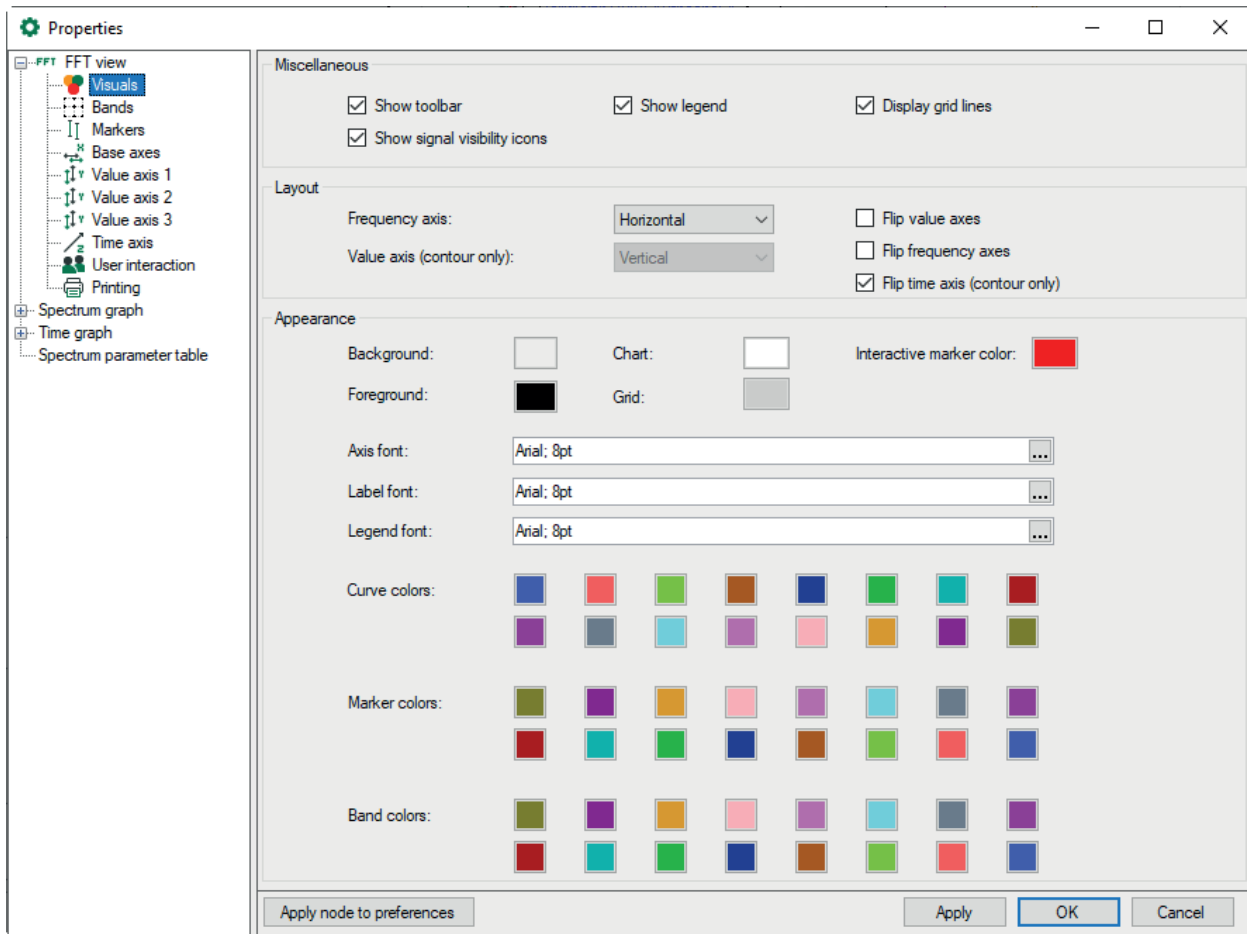 Properties
FFT FFT view
Visuals
Bands
Markers
X Base axes
Y Value axis 1
Y Value axis 2
Y Value axis 3
Z Time axis
User interaction
Printing
Spectrum graph
Time graph
Spectrum parameter table
Miscellaneous
Show toolbar
Show legend
Display grid lines
Show signal visibility icons
Layout
Frequency axis:
Horizontal
Flip value axes
Value axis (contour only):
Vertical
Flip frequency axes
Flip time axis (contour only)
Appearance
Background:
Chart:
Interactive marker color:
Foreground:
Grid:
Axis font:
Arial; 8pt
...
Label font:
Arial; 8pt
...
Legend font:
Arial; 8pt
...
Curve colors:
Marker colors:
Band colors:
Apply node to preferences
Apply
OK
Cancel